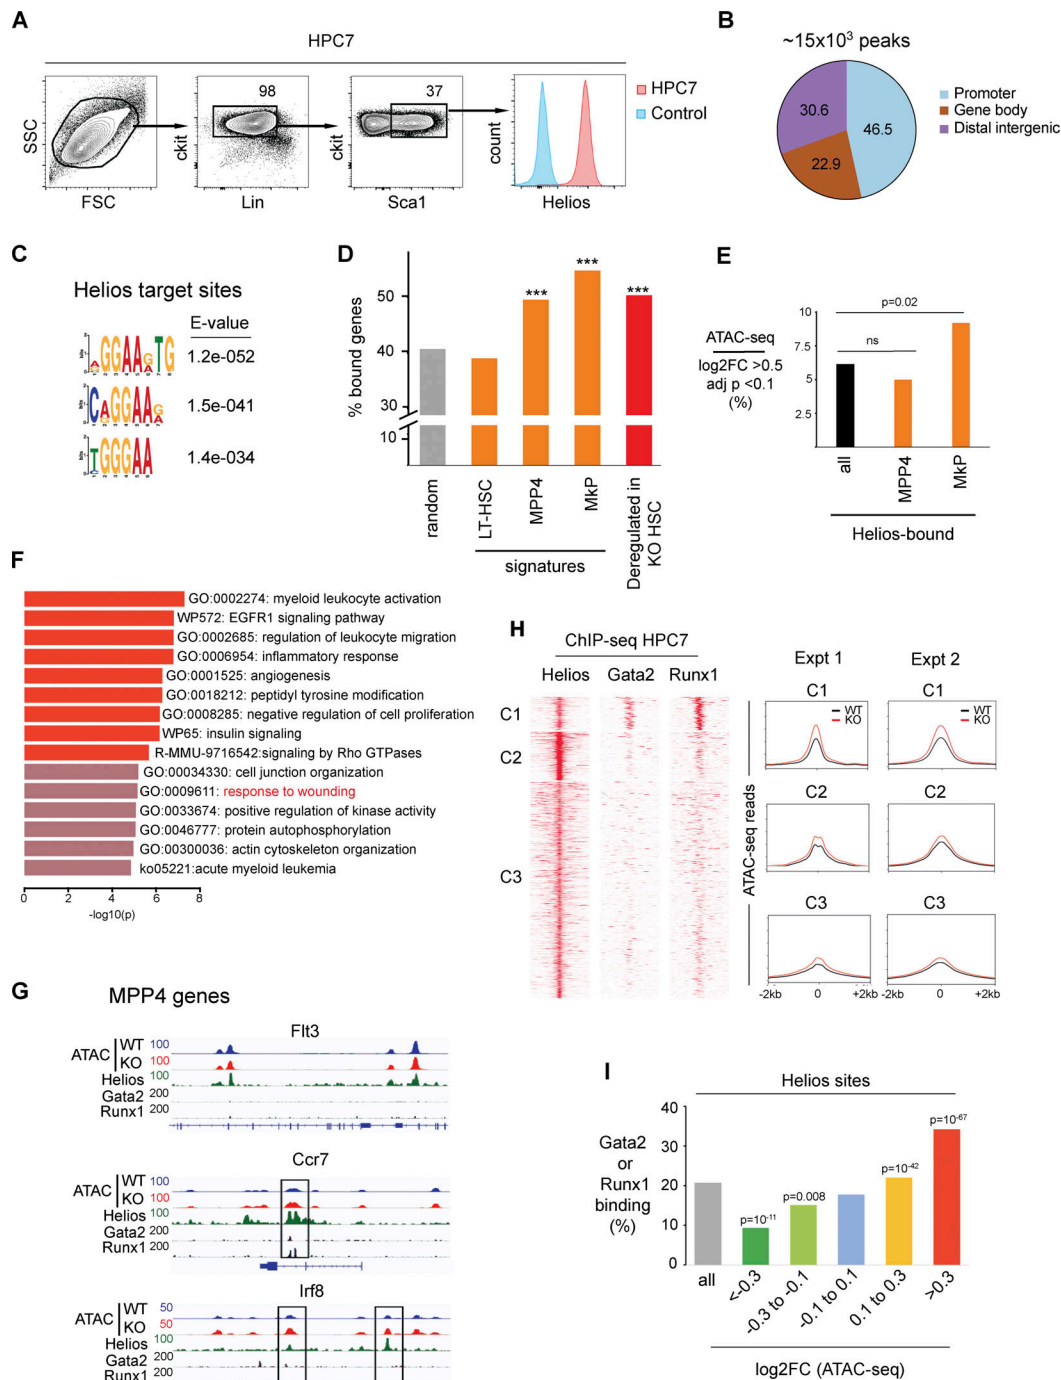 A
HPC7
98
37
HPC7
Control
SSC
ckit
ckit
count
FSC
Lin
Sca1
Helios
B
~15x10³ peaks
30.6
46.5
22.9
Promoter
Gene body
Distal intergenic
C
Helios target sites
E-value
1.2e-052
1.5e-041
1.4e-034
D
% bound genes
50
40
30
10
***
***
***
random
LT-HSC
MPP4
MkP
Deregulated in
KO HSC
signatures
E
ATAC-seq
log2FC >0.5
adj p <0.1
(%)
10
7.5
5
2.5
p=0.02
ns
all
MPP4
MkP
Helios-bound
F
GO:0002274: myeloid leukocyte activation
WP572: EGFR1 signaling pathway
GO:0002685: regulation of leukocyte migration
GO:0006954: inflammatory response
GO:0001525: angiogenesis
GO:0018212: peptidyl tyrosine modification
GO:0008285: negative regulation of cell proliferation
WP65: insulin signaling
R-MMU-9716542:signaling by Rho GTPases
GO:00034330: cell junction organization
GO:0009611: response to wounding
GO:0033674: positive regulation of kinase activity
GO:0046777: protein autophosphorylation
GO:00300036: actin cytoskeleton organization
ko05221:acute myeloid leukemia
0 2 4 6 8
-log10(p)
G
MPP4 genes
Flt3
ATAC
WT 100
KO 100
Helios 100
Gata2 200
Runx1 200
Ccr7
ATAC
WT 100
KO 100
Helios 100
Gata2 200
Runx1 200
Irf8
ATAC
WT 50
KO 50
Helios 100
Gata2 200
Runx1 200
H
ChIP-seq HPC7
Helios Gata2 Runx1
C1
C2
C3
Expt 1 Expt 2
C1 C1
WT WT
KO KO
C2 C2
C3 C3
ATAC-seq reads
-2kb 0 +2kb -2kb 0 +2kb
I
Helios sites
Gata2
or
Runx1
binding
(%)
40
30
20
10
0
p=10⁻¹¹
p=0.008
p=10⁻⁴²
p=10⁻⁶⁷
all
<-0.3
-0.3 to -0.1
-0.1 to 0.1
0.1 to 0.3
>0.3
log2FC (ATAC-seq)